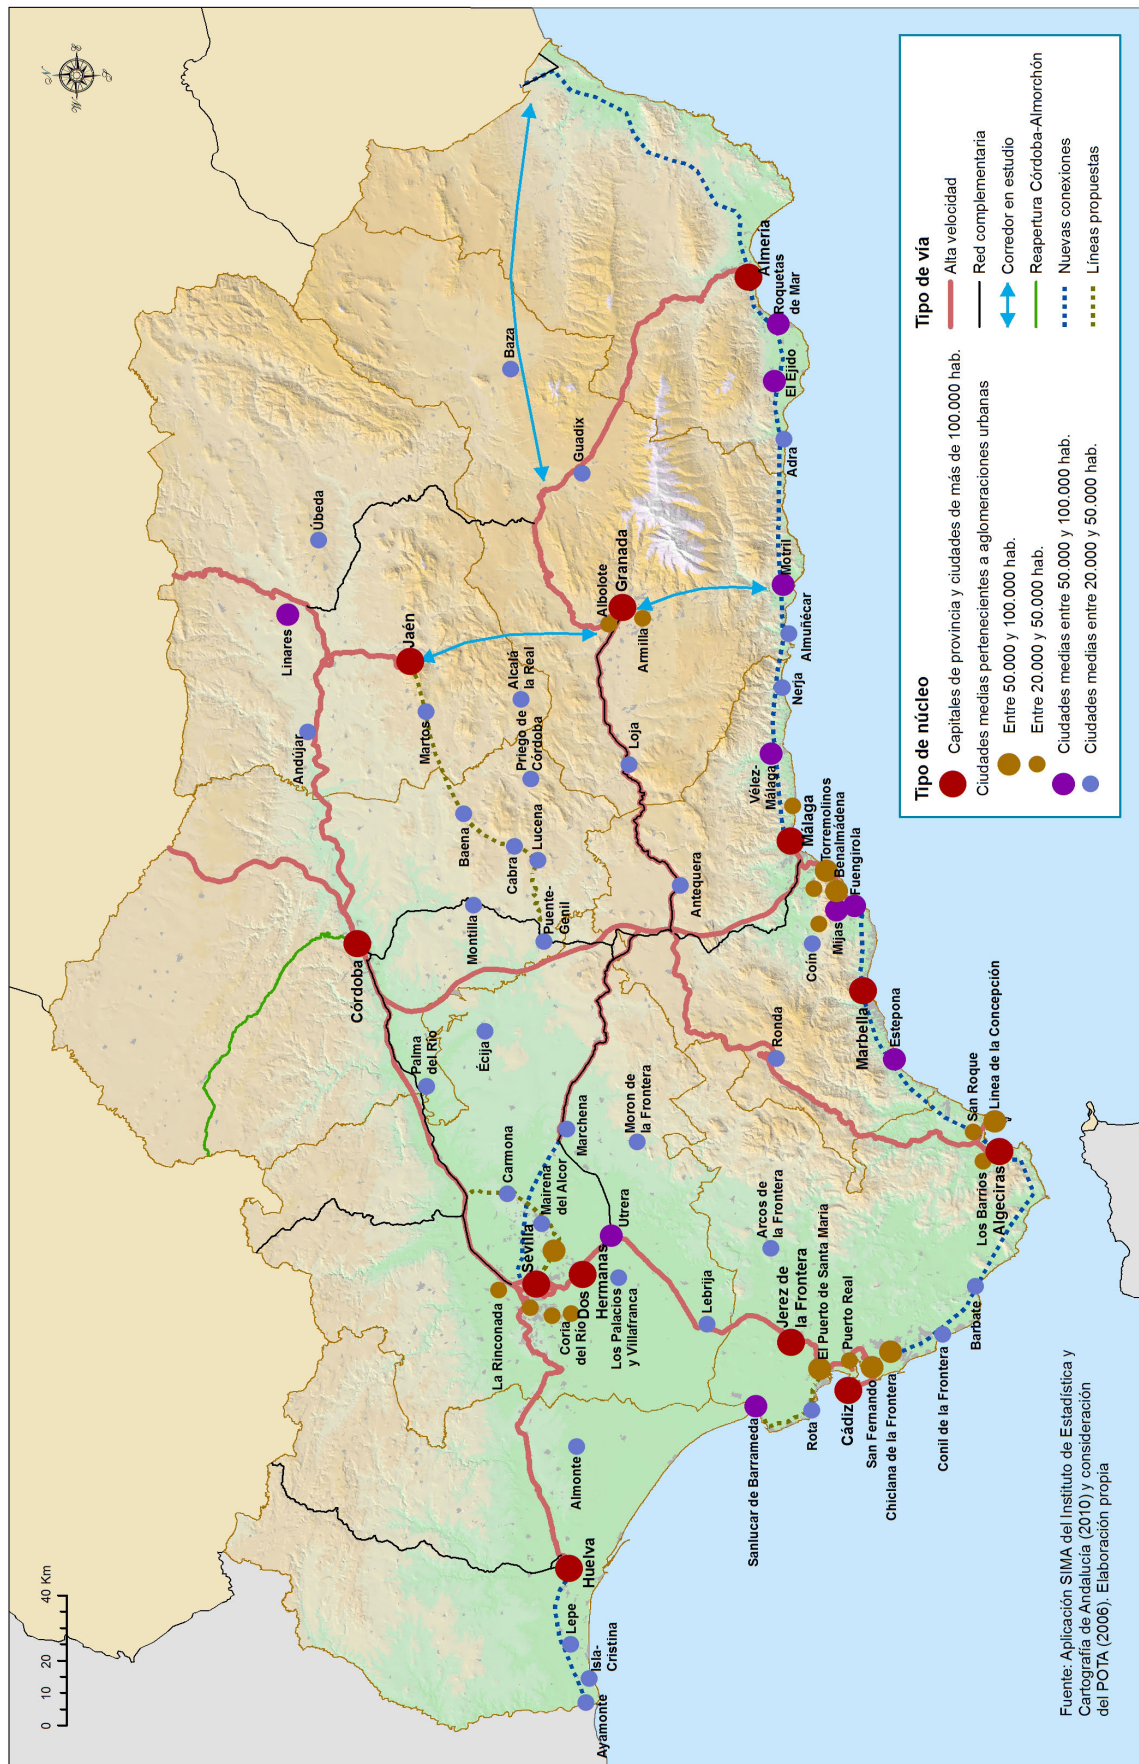 N
E
S
W
0 10 20 40 Km
Linares
Úbeda
Andújar
Jaén
Martos
Alcalá
la Real
Priego de
Córdoba
Baena
Cabra
Lucena
Puente-
Genil
Montilla
Córdoba
Palma
del Río
Écija
Carmona
Mairena
del Alcor
Marchena
Moron de
la Frontera
Utrera
Sevilla
La Rinconada
Coria
del Río
Dos
Hermanas
Los Palacios
y Villafranca
Lebrija
Arcos de
la Frontera
Jerez de
la Frontera
El Puerto de Santa Maria
Puerto Real
Cádiz
San Fernando
Chiclana de la Frontera
Conil de la Frontera
Barbate
Rota
Sanlucar de Barrameda
Almonte
Huelva
Lepe
Isla-
Cristina
Ayamonte
Baza
Guadix
Albolote
Granada
Armilla
Loja
Antequera
Ronda
Almería
Roquetas
de Mar
El Ejido
Adra
Motril
Almuñécar
Nerja
Vélez-
Málaga
Málaga
Torremolinos
Benalmádena
Fuengirola
Mijas
Coin
Marbella
Estepona
San Roque
Linea de la Concepción
Los Barrios
Algeciras
Tipo de núcleo
Capitales de provincia y ciudades de más de 100.000 hab.
Ciudades medias pertenecientes a aglomeraciones urbanas
Entre 50.000 y 100.000 hab.
Entre 20.000 y 50.000 hab.
Ciudades medias entre 50.000 y 100.000 hab.
Ciudades medias entre 20.000 y 50.000 hab.
Tipo de vía
Alta velocidad
Red complementaria
Corredor en estudio
Reapertura Córdoba-Almorchón
Nuevas conexiones
Líneas propuestas
Fuente: Aplicación SIMA del Instituto de Estadística y
Cartografía de Andalucía (2010) y consideración
del POTA (2006). Elaboración propia